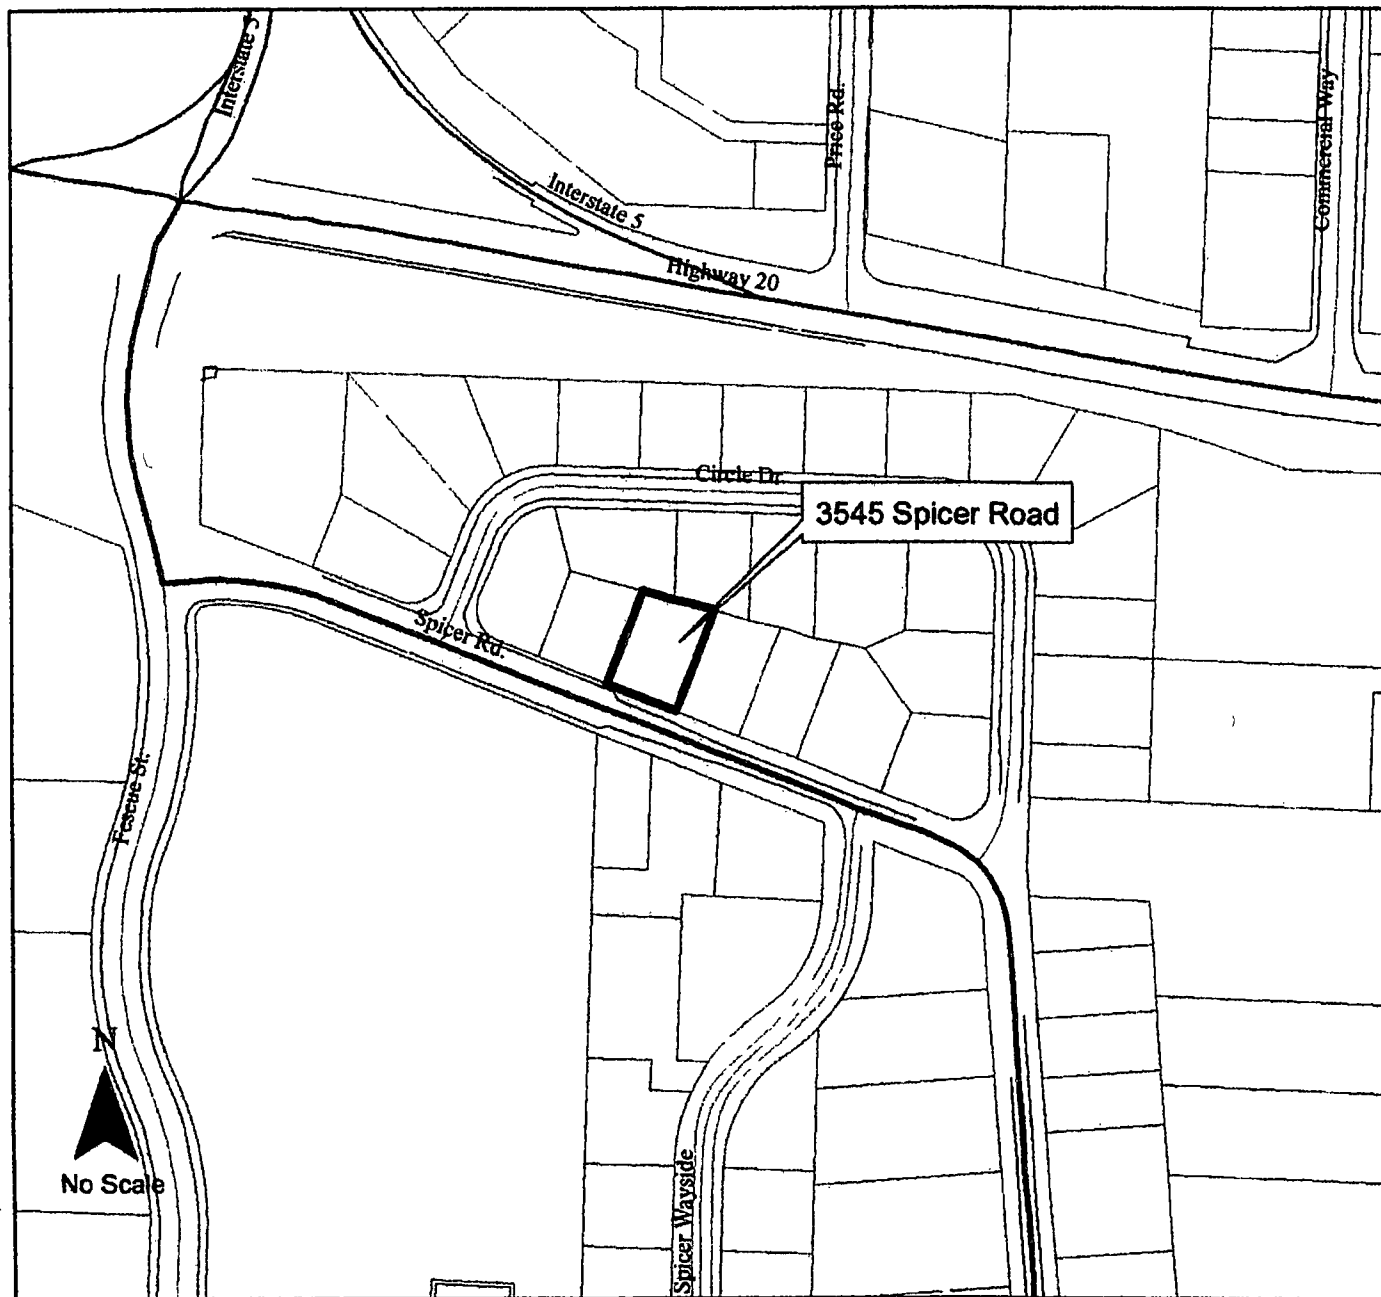 Interstate 5
Price Rd.
Commercial Way
Interstate 5
Highway 20
Circle Dr.
3545 Spicer Road
Spicer Rd.
Fescue St.
N
No Scale
Spicer Wayside